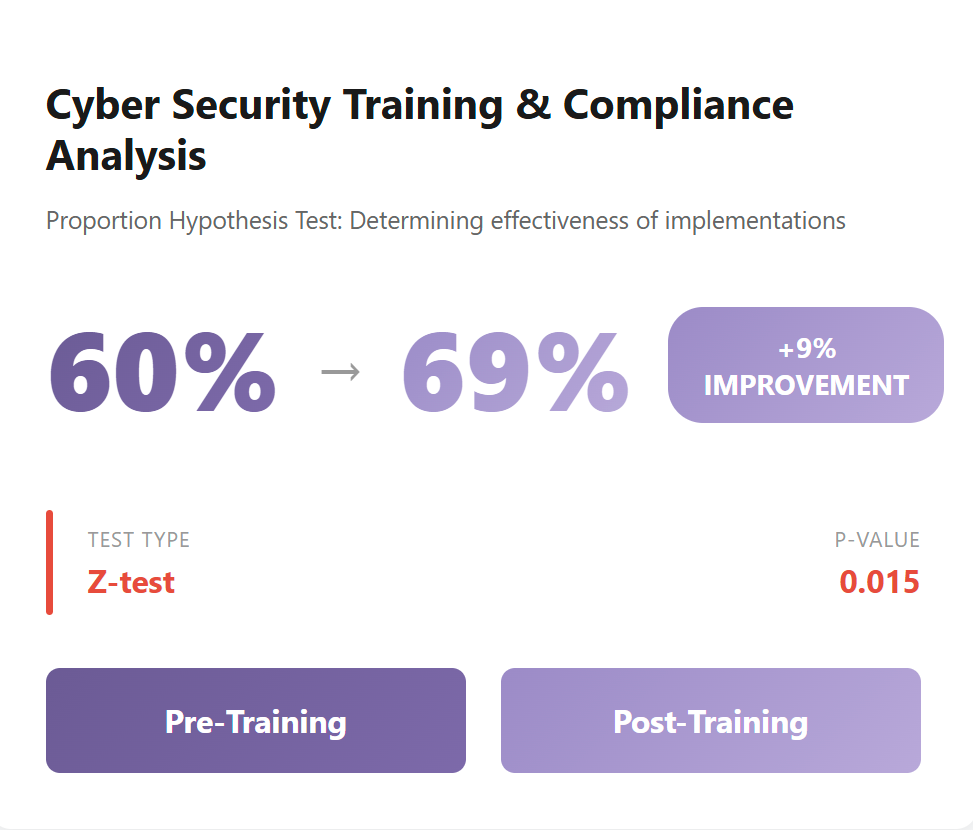 Cyber Security Training & Compliance
Analysis
Proportion Hypothesis Test: Determining effectiveness of implementations
60% → 69%
+9%
IMPROVEMENT
TEST TYPE
Z-test
P-VALUE
0.015
Pre-Training
Post-Training